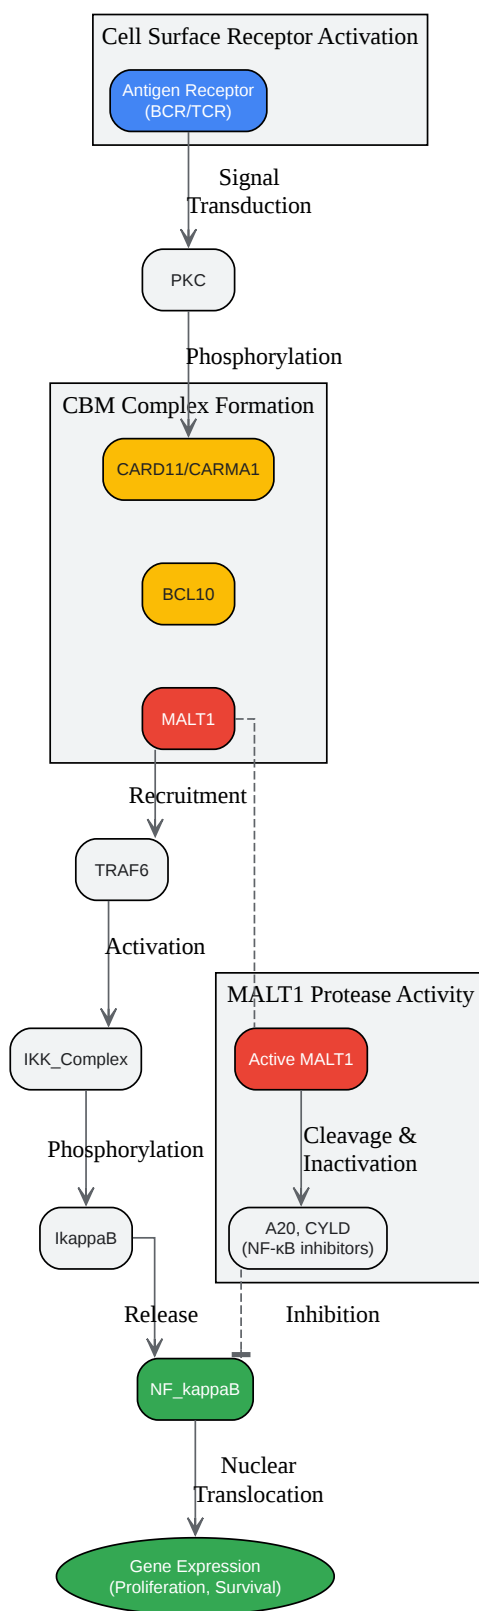 Cell Surface Receptor Activation
Antigen Receptor
(BCR/TCR)
Signal
Transduction
PKC
Phosphorylation
CBM Complex Formation
CARD11/CARMA1
BCL10
MALT1
Recruitment
TRAF6
Activation
MALT1 Protease Activity
IKK_Complex
Active MALT1
Phosphorylation
Cleavage &
Inactivation
IkappaB
A20, CYLD
(NF-κB inhibitors)
Release
Inhibition
NF_kappaB
Nuclear
Translocation
Gene Expression
(Proliferation, Survival)